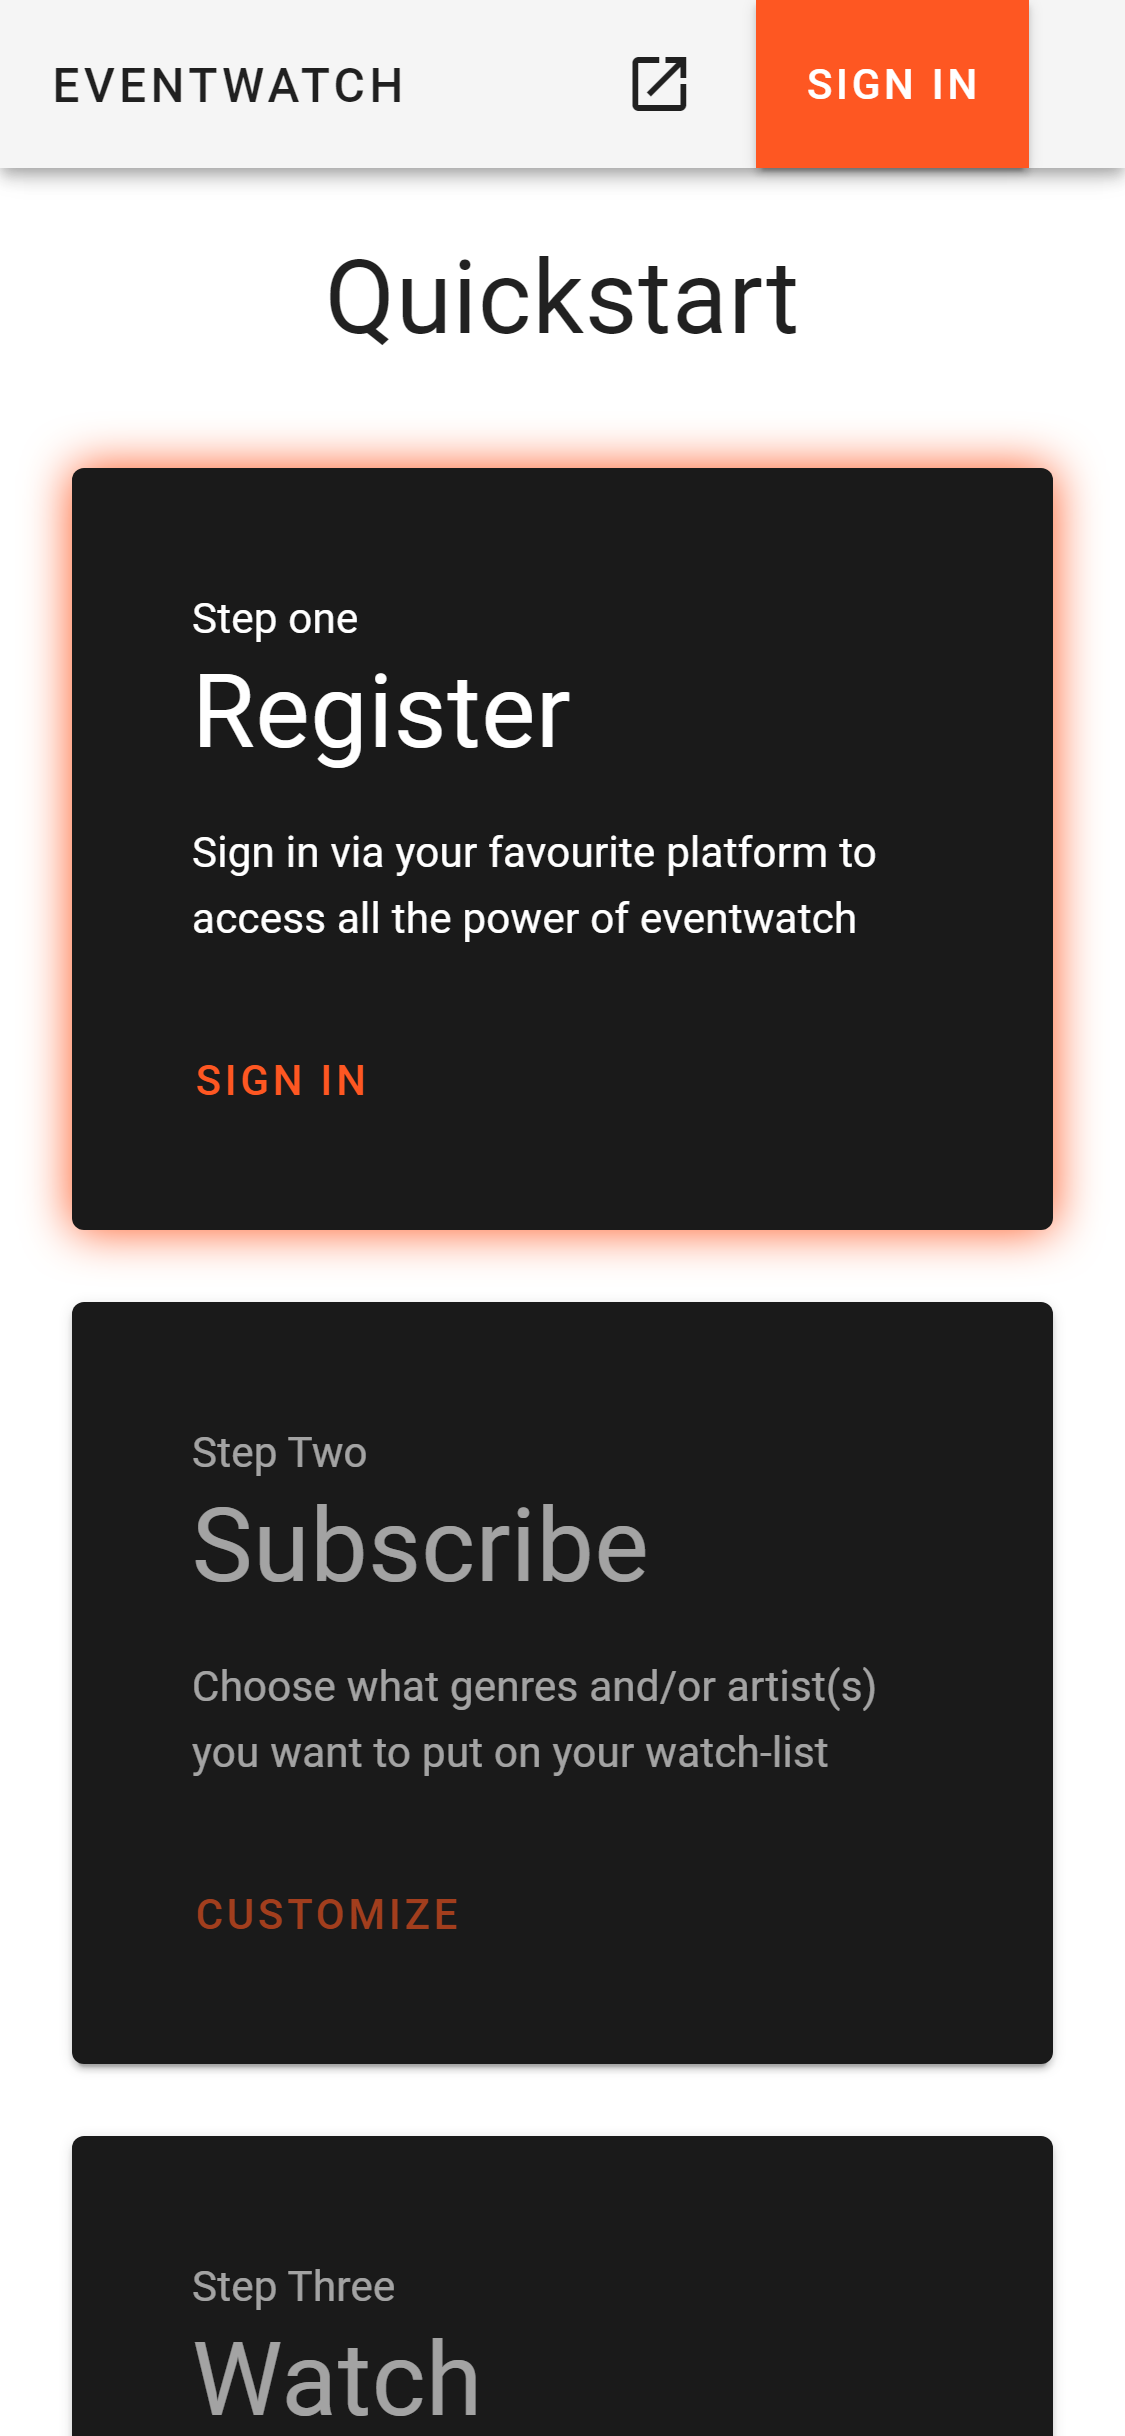 EVENTWATCH
SIGN IN
Quickstart
Step one
Register
Sign in via your favourite platform to
access all the power of eventwatch
SIGN IN
Step Two
Subscribe
Choose what genres and/or artist(s)
you want to put on your watch-list
CUSTOMIZE
Step Three
Watch